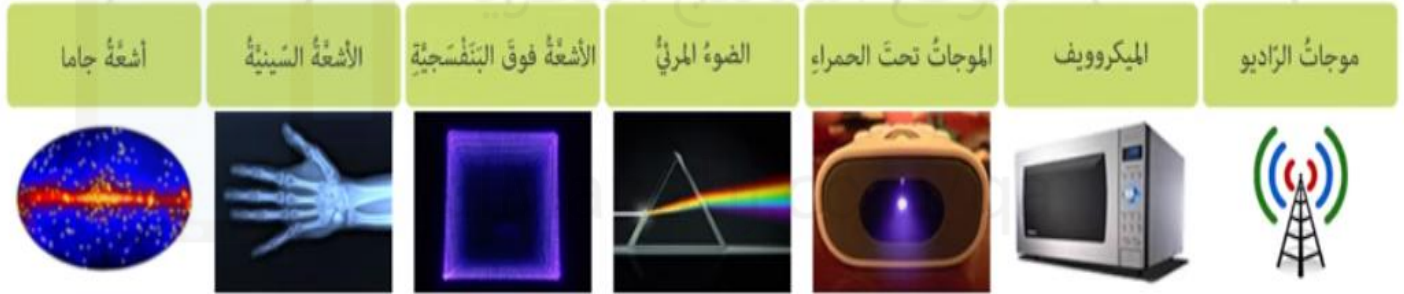 موجاتُ الرّاديو
الميكروويف
الموجاتُ تحتَ الحمراءِ
الضوءُ المرئيُّ
الأشعَّةُ فوقَ البَنَفْسَجيَّةِ
الأشعَّةُ السّينيَّةُ
أشعَّةُ جاما